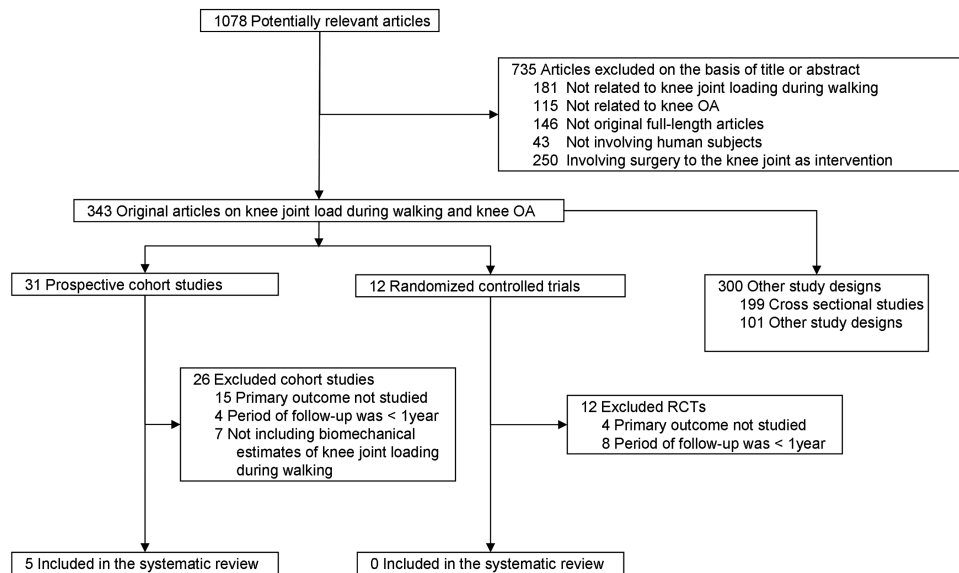 1078 Potentially relevant articles
735 Articles excluded on the basis of title or abstract
181 Not related to knee joint loading during walking
115 Not related to knee OA
146 Not original full-length articles
43 Not involving human subjects
250 Involving surgery to the knee joint as intervention
343 Original articles on knee joint load during walking and knee OA
31 Prospective cohort studies
12 Randomized controlled trials
300 Other study designs
199 Cross sectional studies
101 Other study designs
26 Excluded cohort studies
15 Primary outcome not studied
4 Period of follow-up was < 1year
7 Not including biomechanical
estimates of knee joint loading
during walking
12 Excluded RCTs
4 Primary outcome not studied
8 Period of follow-up was < 1year
5 Included in the systematic review
0 Included in the systematic review